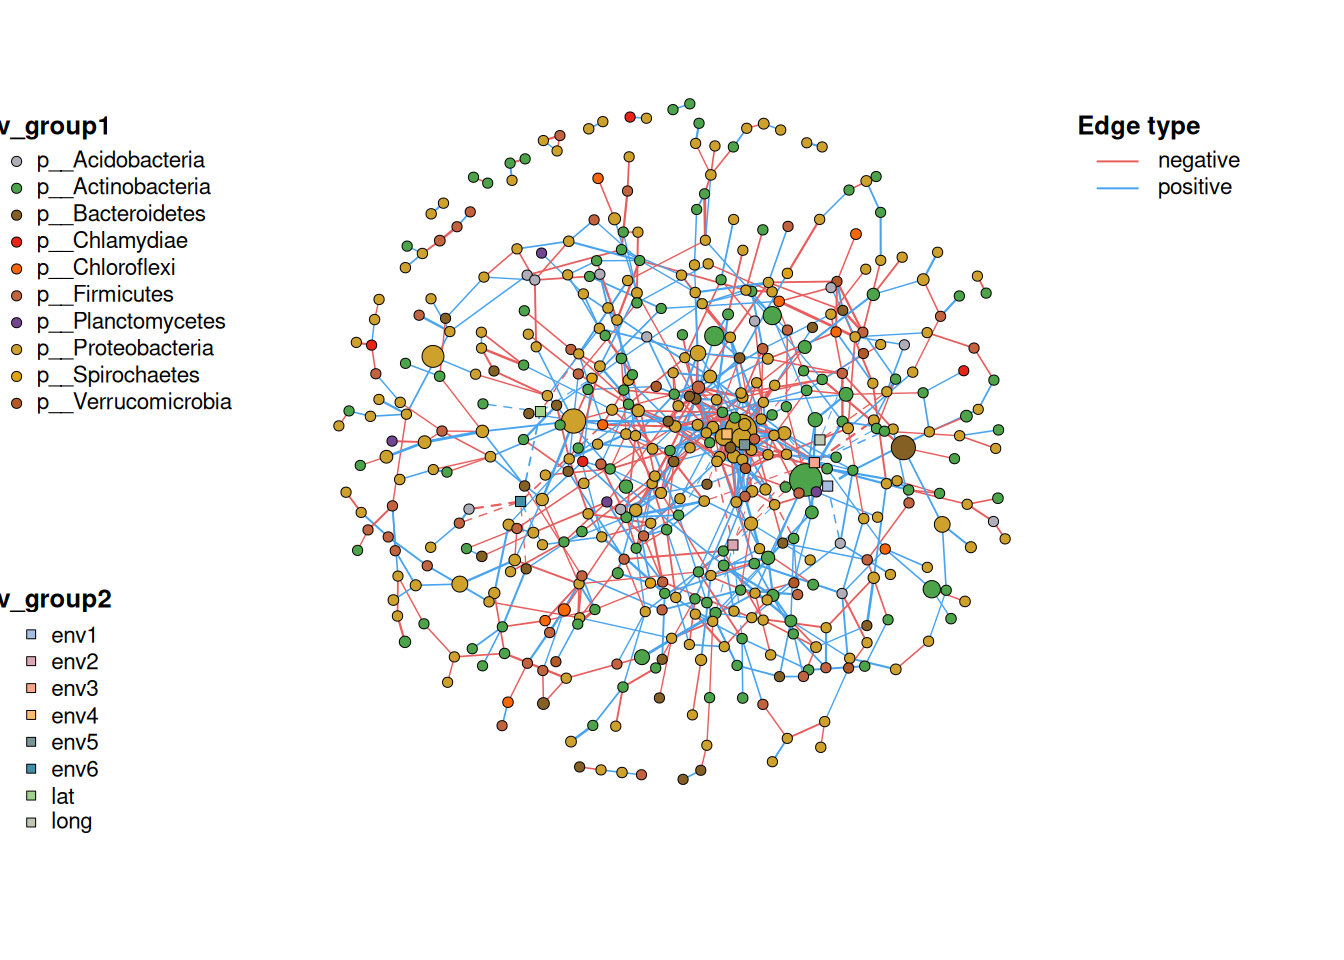 v_group1
p__Acidobacteria
p__Actinobacteria
p__Bacteroidetes
p__Chlamydiae
p__Chloroflexi
p__Firmicutes
p__Planctomycetes
p__Proteobacteria
p__Spirochaetes
p__Verrucomicrobia
v_group2
env1
env2
env3
env4
env5
env6
lat
long
Edge type
negative
positive